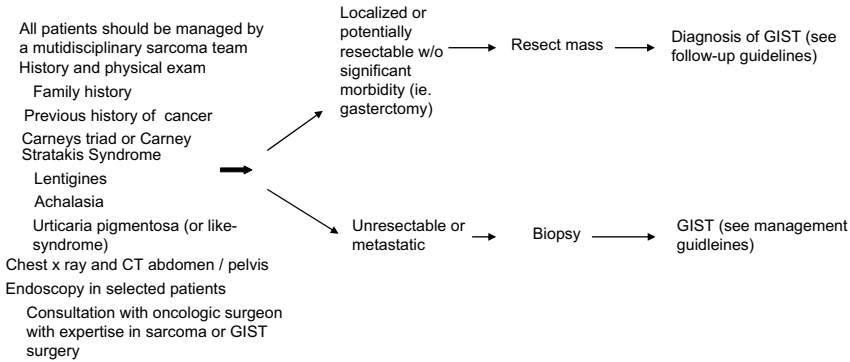 All patients should be managed by
a mutidisciplinary sarcoma team
History and physical exam
Family history
Previous history of cancer
Carneys triad or Carney
Stratakis Syndrome
Lentigines
Achalasia
Urticaria pigmentosa (or like-
syndrome)
Chest x ray and CT abdomen / pelvis
Endoscopy in selected patients
Consultation with oncologic surgeon
with expertise in sarcoma or GIST
surgery
Localized or
potentially
resectable w/o
significant
morbidity (ie.
gasterctomy)
Resect mass
Diagnosis of GIST (see
follow-up guidelines)
Unresectable or
metastatic
Biopsy
GIST (see management
guidleines)